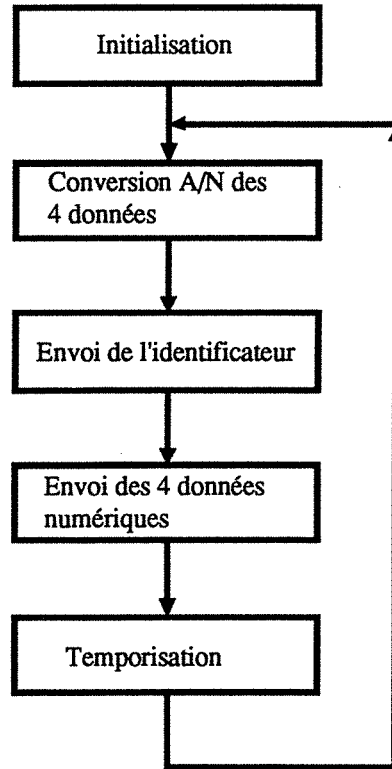 Initialisation
Conversion A/N des
4 données
Envoi de l'identificateur
Envoi des 4 données
numériques
Temporisation